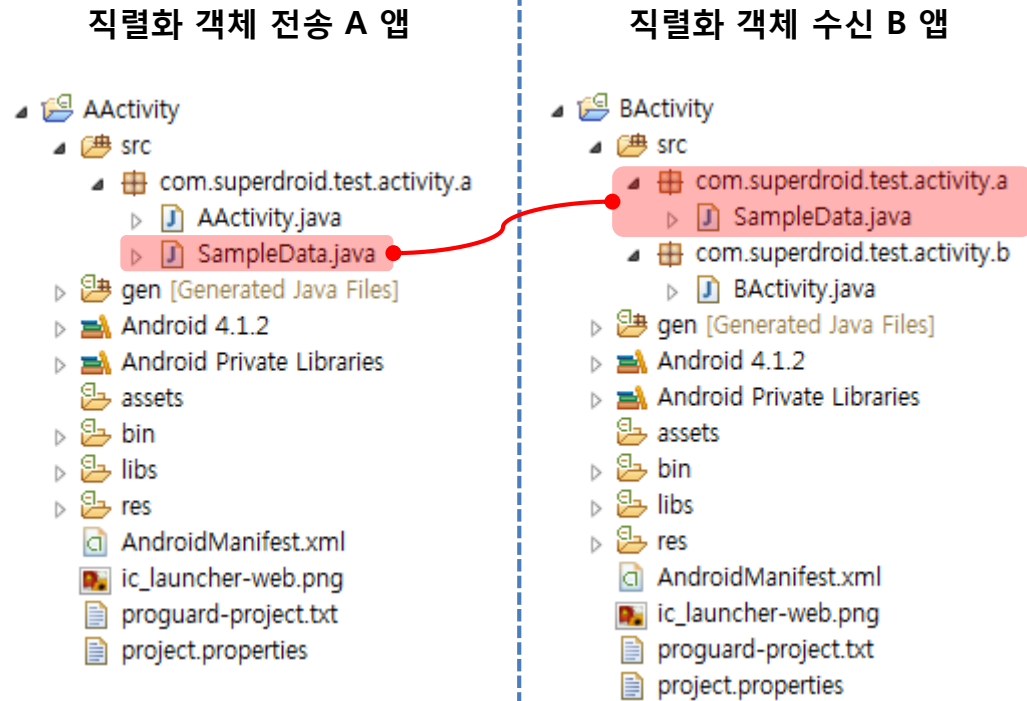 직렬화 객체 전송 A 앱
AActivity
src
com.superdroid.test.activity.a
AActivity.java
SampleData.java
gen [Generated Java Files]
Android 4.1.2
Android Private Libraries
assets
bin
libs
res
AndroidManifest.xml
ic_launcher-web.png
proguard-project.txt
project.properties
직렬화 객체 수신 B 앱
BActivity
src
com.superdroid.test.activity.a
SampleData.java
com.superdroid.test.activity.b
BActivity.java
gen [Generated Java Files]
Android 4.1.2
Android Private Libraries
assets
bin
libs
res
AndroidManifest.xml
ic_launcher-web.png
proguard-project.txt
project.properties